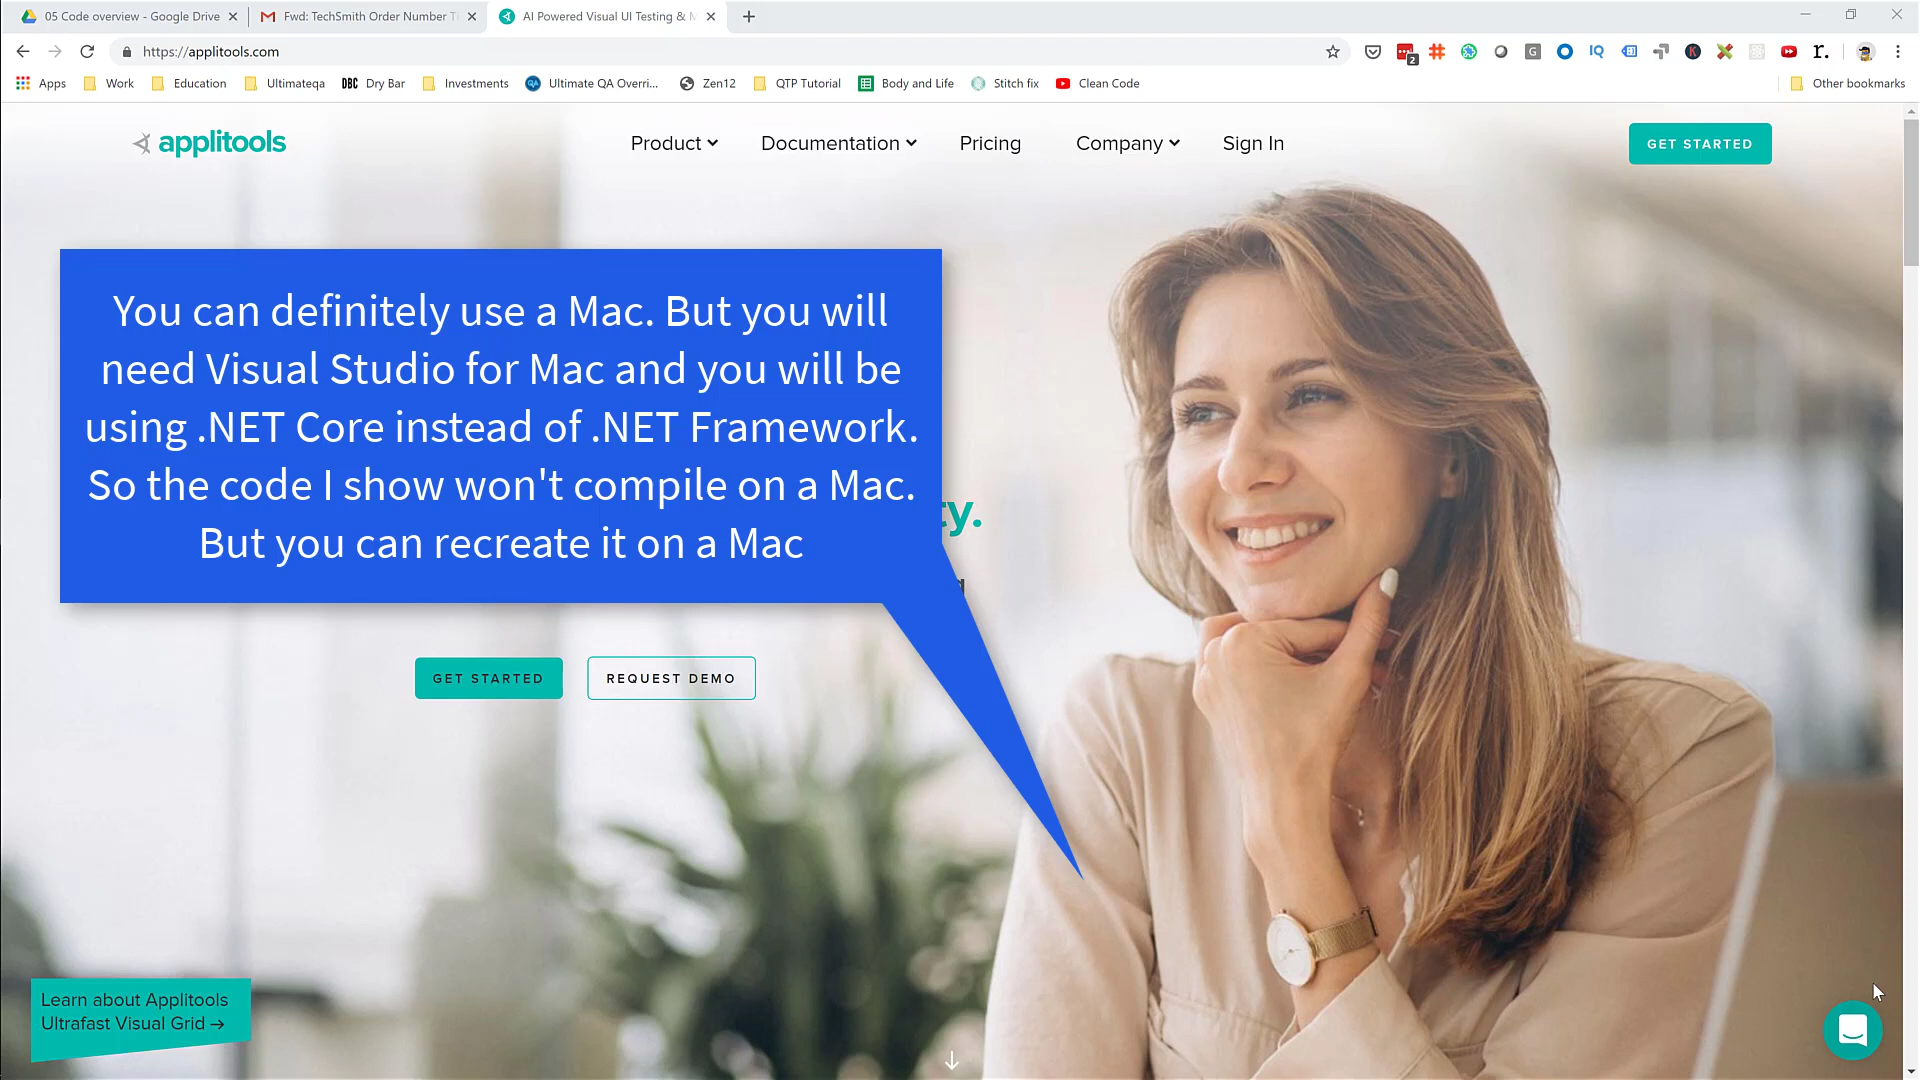 05 Code overview - Google Drive
Fwd: TechSmith Order Number T
AI Powered Visual UI Testing & M
https://applitools.com
2
G
IQ
K
r.
Apps
Work
Education
Ultimateqa
DBC Dry Bar
Investments
QA Ultimate QA Overri...
Zen12
QTP Tutorial
Body and Life
Stitch fix
Clean Code
Other bookmarks
applitools
Product
Documentation
Pricing
Company
Sign In
GET STARTED
You can definitely use a Mac. But you will
need Visual Studio for Mac and you will be
using .NET Core instead of .NET Framework.
So the code I show won't compile on a Mac.
But you can recreate it on a Mac
ty.
GET STARTED
REQUEST DEMO
Learn about Applitools
Ultrafast Visual Grid →